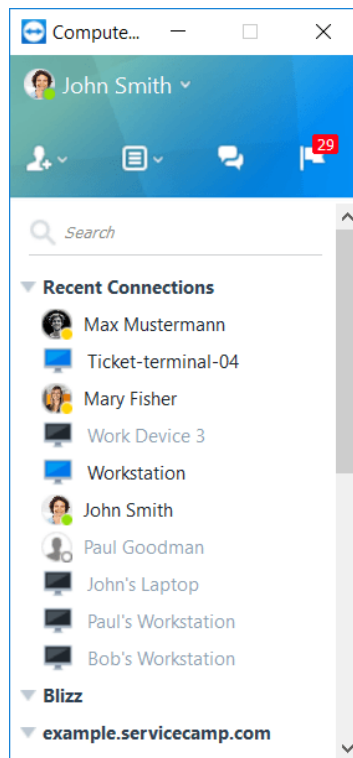 Compute...
John Smith
29
Search
Recent Connections
Max Mustermann
Ticket-terminal-04
Mary Fisher
Work Device 3
Workstation
John Smith
Paul Goodman
John's Laptop
Paul's Workstation
Bob's Workstation
Blizz
example.servicecamp.com